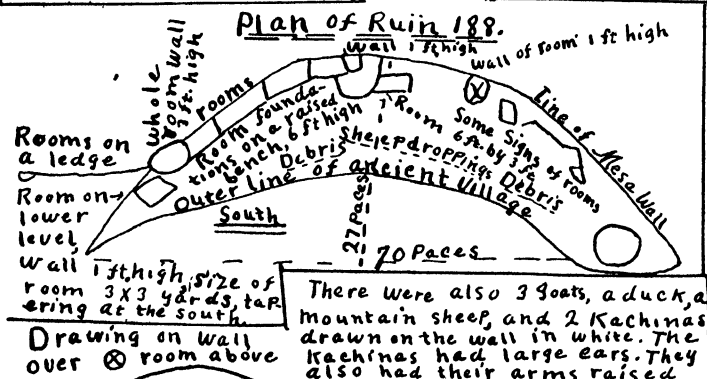 Plan of Ruin 188.
Wall 1 ft high
wall of room 1 ft high
whole
room wall
3 ft. high
rooms
Room founda-
tions on a raised
bench, 6 ft high
Room
6 ft. by 3 ft.
Some Signs of rooms
Line of Mesa Wall
Debris
Sheep droppings
Debris
Outer line of ancient village
Rooms on
a ledge
Room on→
lower
level,
wall 1 ft, high, size of
room 3x3 yards, tap
ering at the south.
South
27 Paces
70 Paces
Drawing on wall
over ⊗ room above
There were also 3 goats, a duck, a
mountain sheep, and 2 Kachinas
drawn on the wall in white. The
Kachinas had large ears. They
also had their arms raised